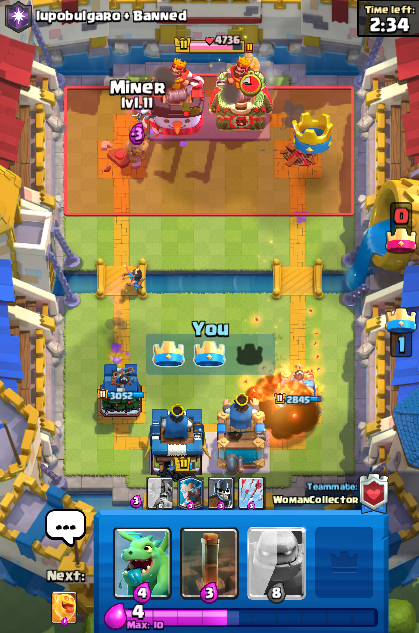 lupobulgaro + Banned
Time left:
2:34
4736
Miner
lvl.11
3
0
You
1
3052
2845
3
Teammate:
WomanCollector
...
4
3
8
Next:
4
Max: 10